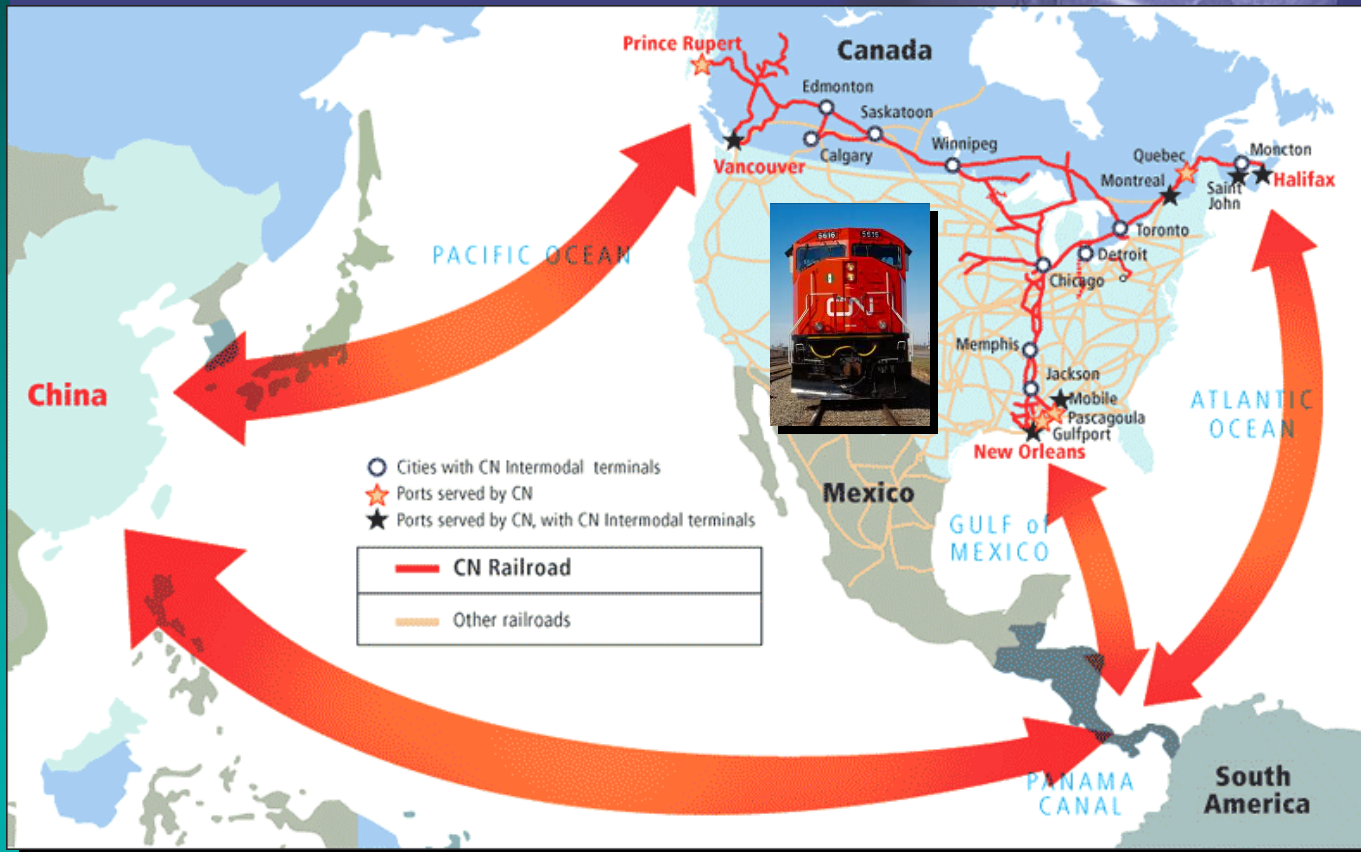 Prince Rupert
Canada
Edmonton
Saskatoon
Vancouver
Calgary
Winnipeg
Quebec
Moncton
Montreal
Saint
John
Halifax
Toronto
Detroit
Chicago
PACIFIC OCEAN
5616 5616
CN
China
Memphis
Jackson
Mobile
Pascagoula
Gulfport
New Orleans
ATLANTIC
OCEAN
Cities with CN Intermodal terminals
Ports served by CN
Ports served by CN, with CN Intermodal terminals
Mexico
GULF of
MEXICO
CN Railroad
Other railroads
PANAMA
CANAL
South
America